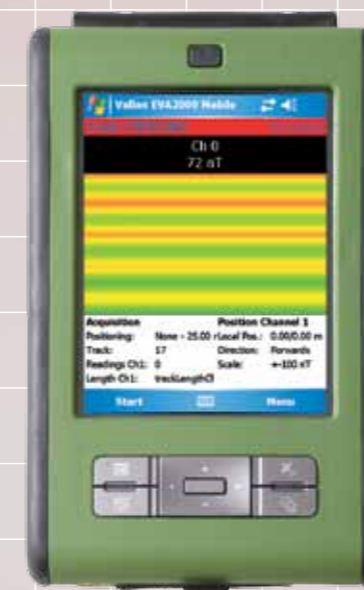 Vallon EVA2000 Mobile
Ch 0
72 nT
Acquisition Position Channel 1
Positioning: None - 25.00 r Local Pos.: 0.00/0.00 m
Track: 17 Direction: Forwards
Readings Ch1: 0 Scale: +-100 nT
Length Ch1: trackLengthCl
Start Menu